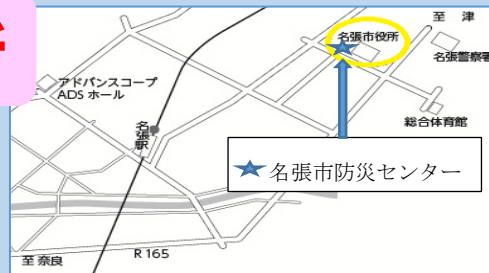 至 津
名張市役所
名張警察署
アドバンスコープ
ADS ホール
総合体育館
名張駅
★名張市防災センター
R 165
至 奈良